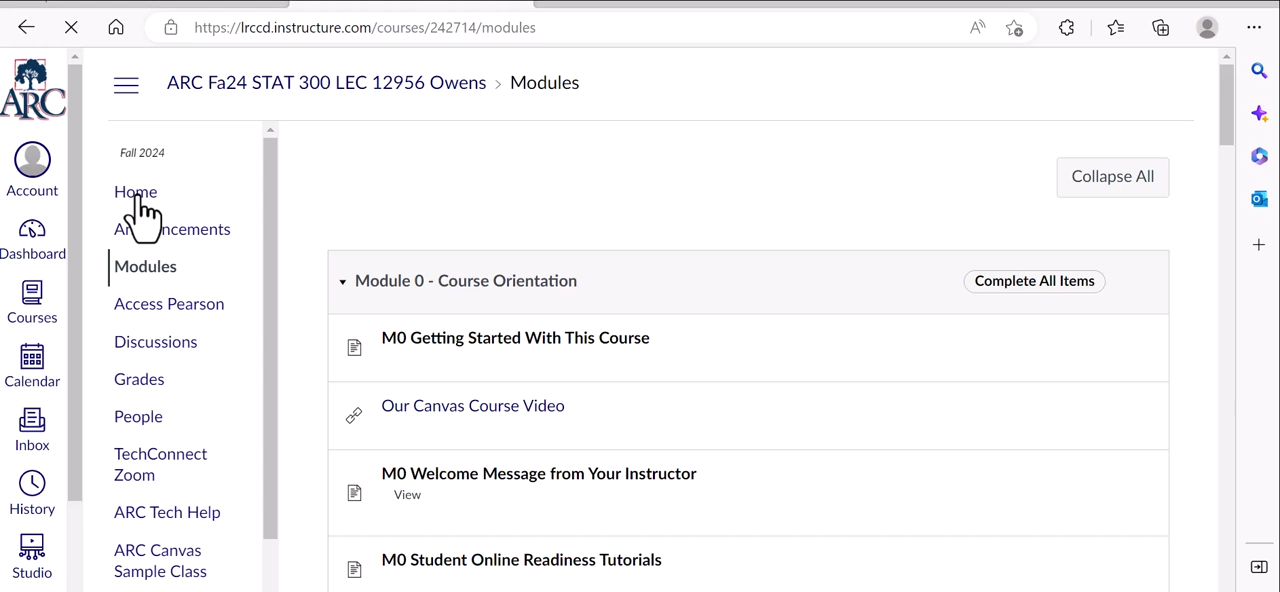 https://lrccd.instructure.com/courses/242714/modules
ARC
Account
Dashboard
Courses
Calendar
Inbox
History
Studio
ARC Fa24 STAT 300 LEC 12956 Owens > Modules
Fall 2024
Home
Modules
Access Pearson
Discussions
Grades
People
TechConnect
Zoom
ARC Tech Help
ARC Canvas
Sample Class
Collapse All
Module 0 - Course Orientation
Complete All Items
M0 Getting Started With This Course
Our Canvas Course Video
M0 Welcome Message from Your Instructor
View
M0 Student Online Readiness Tutorials